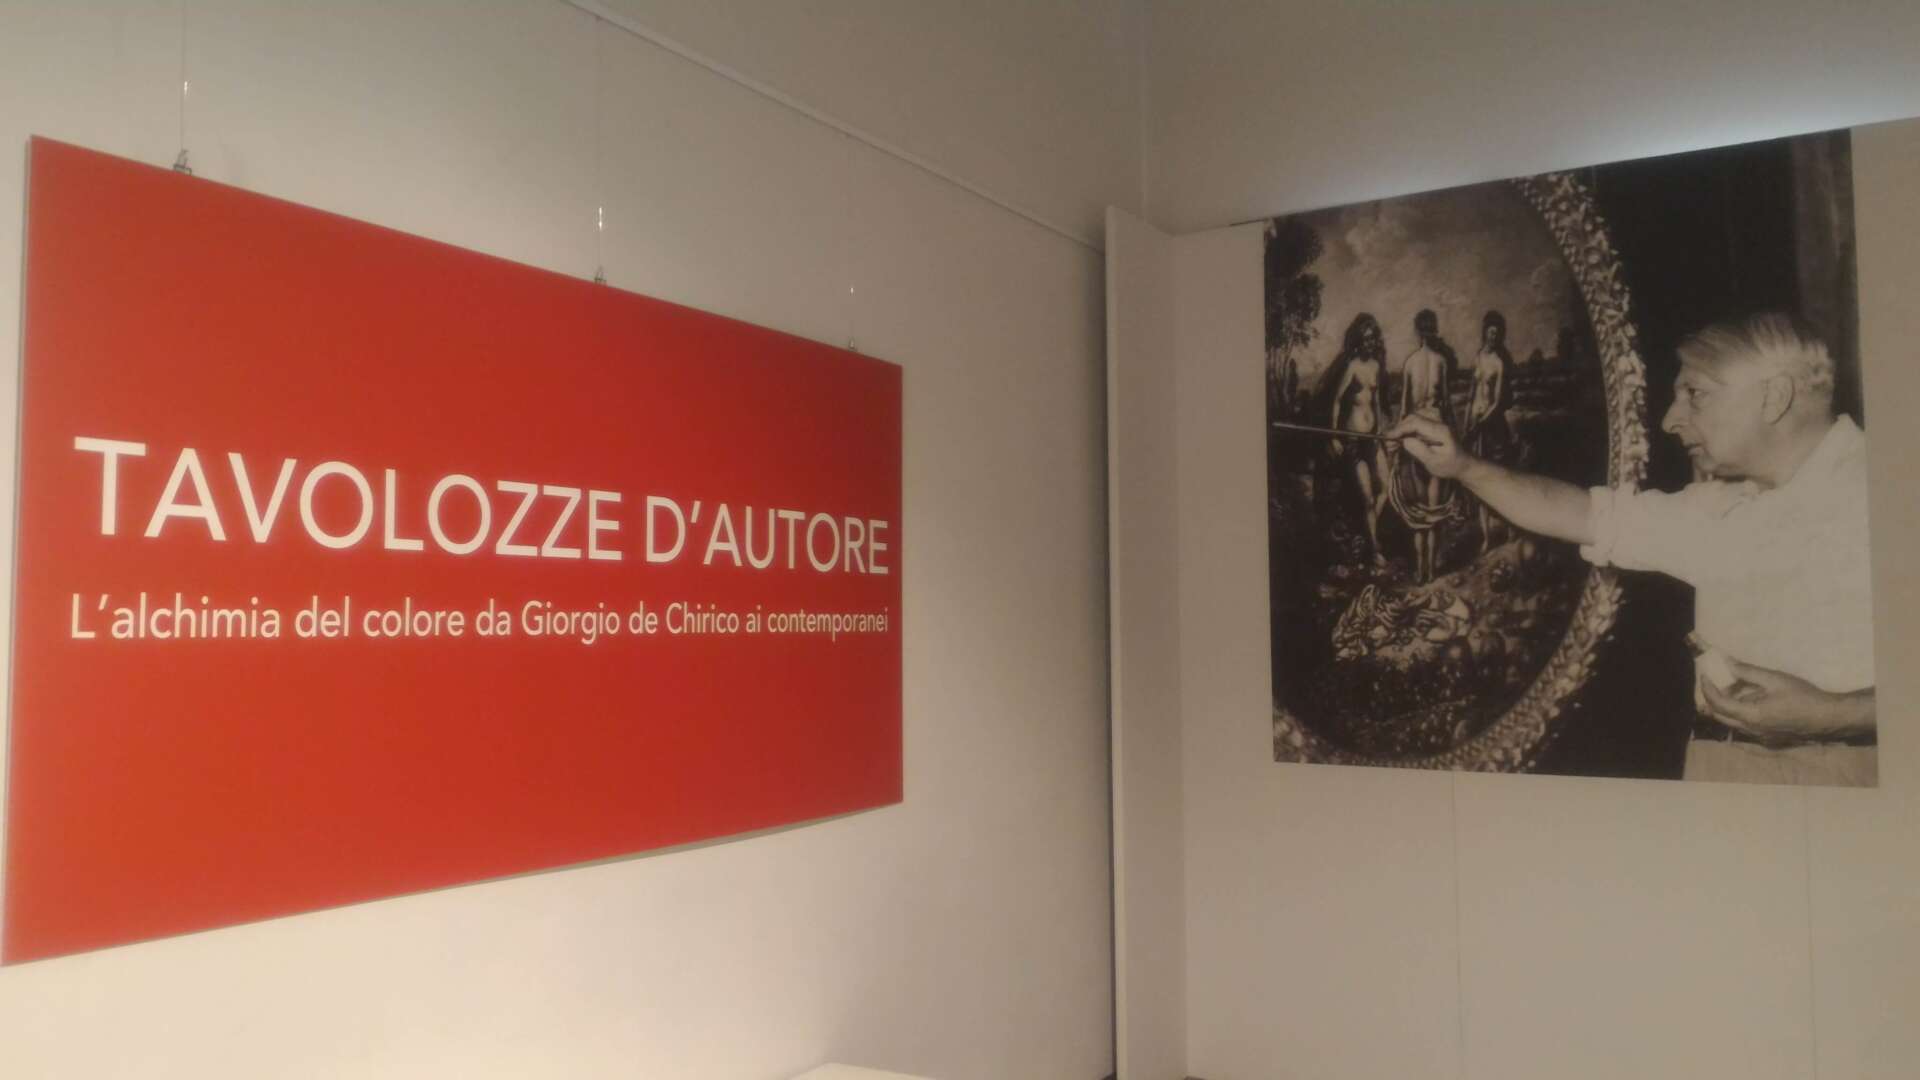 TAVOLOZZE D'AUTORE
L'alchimia del colore da Giorgio de Chirico ai contemporanei